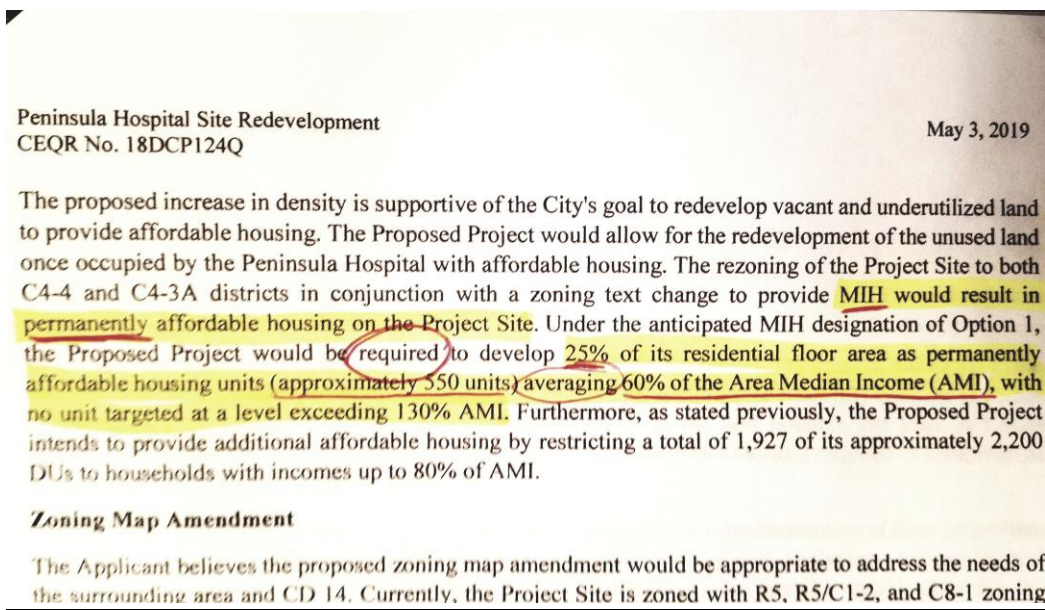 Peninsula Hospital Site Redevelopment
May 3, 2019
CEQR No. 18DCP124Q
The proposed increase in density is supportive of the City's goal to redevelop vacant and underutilized land
to provide affordable housing. The Proposed Project would allow for the redevelopment of the unused land
once occupied by the Peninsula Hospital with affordable housing. The rezoning of the Project Site to both
C4-4 and C4-3A districts in conjunction with a zoning text change to provide MIH would result in
permanently affordable housing on the Project Site. Under the anticipated MIH designation of Option 1,
the Proposed Project would be required to develop 25% of its residential floor area as permanently
affordable housing units (approximately 550 units) averaging 60% of the Area Median Income (AMI), with
no unit targeted at a level exceeding 130% AMI. Furthermore, as stated previously, the Proposed Project
intends to provide additional affordable housing by restricting a total of 1,927 of its approximately 2,200
DUs to households with incomes up to 80% of AMI.
Zoning Map Amendment
The Applicant believes the proposed zoning map amendment would be appropriate to address the needs of
the surrounding area and CD 14. Currently, the Project Site is zoned with R5, R5/C1-2, and C8-1 zoning